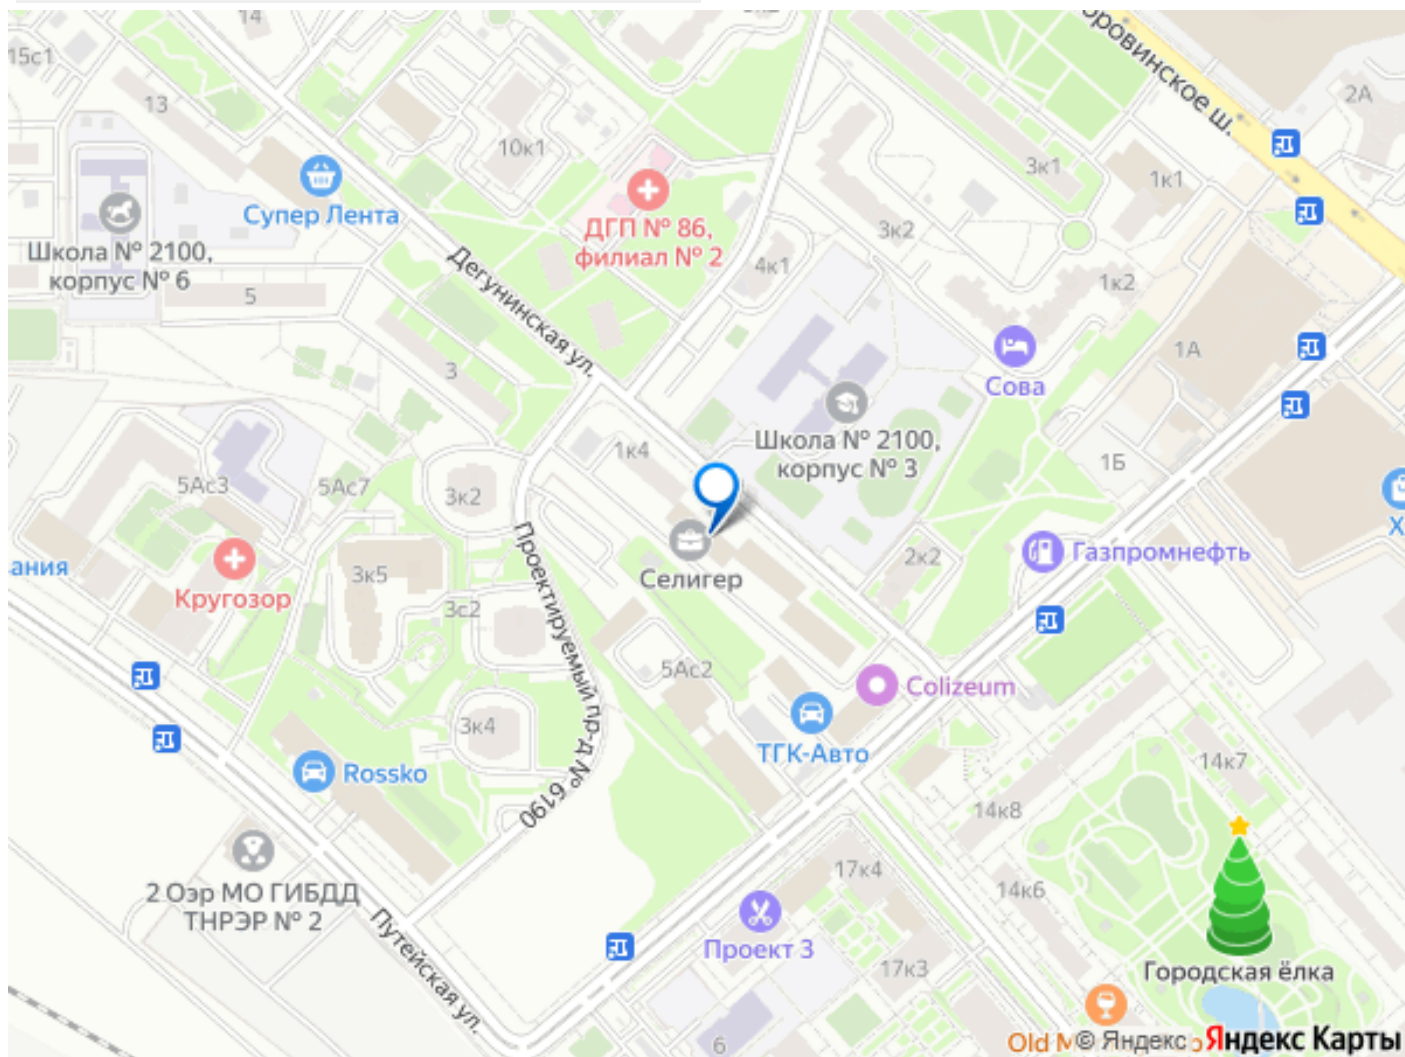 14
к2
15с1
13
оровинское ш.
2А
10к1
3к1
1к1
Супер Лента
ДГП № 86,
филиал № 2
3к2
Школа № 2100,
корпус № 6
5
Дегунинская ул.
4к1
1к2
1А
3
Сова
Школа № 2100,
корпус № 3
1к4
1Б
5Ас3
5Ас7
3к2
Х
Проектируемый пр-д № 6190
ания
Кругозор
3к5
3с2
Селигер
2к2
Газпромнефть
5Ас2
Colizeum
3к4
ТГК-Авто
Rossko
14к7
14к8
2 Оэр МО ГИБДД
ТНРЭР № 2
17к4
14к6
Путейская ул.
Проект 3
17к3
Городская ёлка
6
Old
© Яндекс
Яндекс Карты